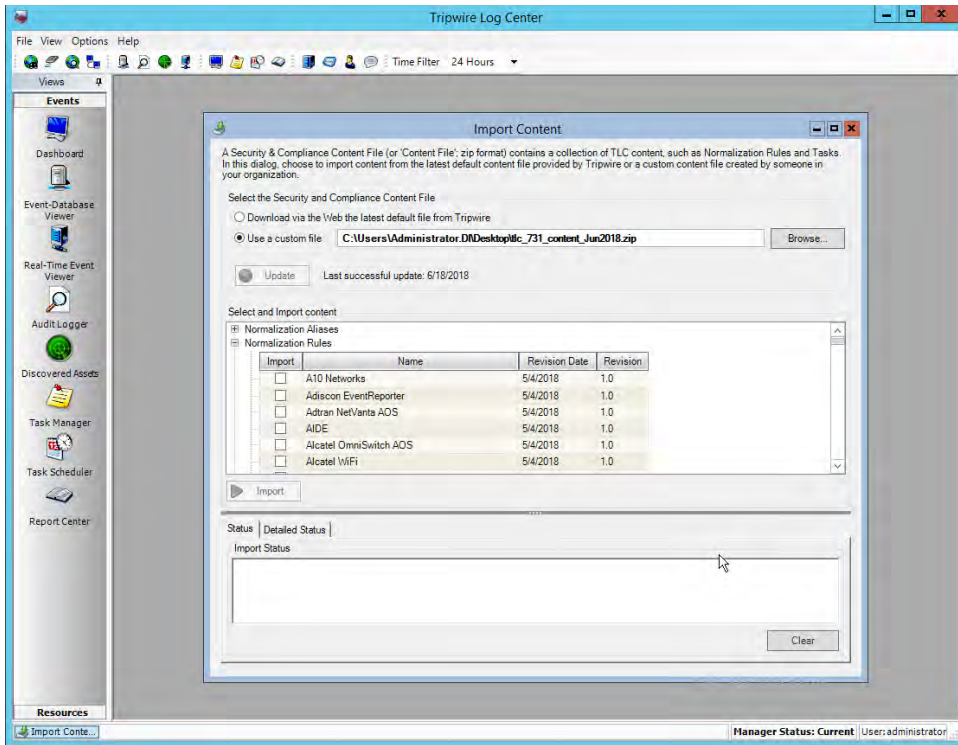 Tripwire Log Center
File View Options Help
Time Filter 24 Hours
Views
Events
Dashboard
Event-Database
Viewer
Real-Time Event
Viewer
Audit Logger
Discovered Assets
Task Manager
Task Scheduler
Report Center
Resources
Import Content
A Security & Compliance Content File (or 'Content File'; zip format) contains a collection of TLC content, such as Normalization Rules and Tasks.
In this dialog, choose to import content from the latest default content file provided by Tripwire or a custom content file created by someone in
your organization.
Select the Security and Compliance Content File
Download via the Web the latest default file from Tripwire
Use a custom file C:\Users\Administrator.DI\Desktop\tlc_731_content_Jun2018.zip Browse...
Update Last successful update: 6/18/2018
Select and Import content
Normalization Aliases
Normalization Rules
Import Name Revision Date Revision
A10 Networks 5/4/2018 1.0
Adiscon EventReporter 5/4/2018 1.0
Adtran NetVanta AOS 5/4/2018 1.0
AIDE 5/4/2018 1.0
Alcatel OmniSwitch AOS 5/4/2018 1.0
Alcatel WiFi 5/4/2018 1.0
Import
Status Detailed Status
Import Status
Clear
Import Conte... Manager Status: Current User: administrator